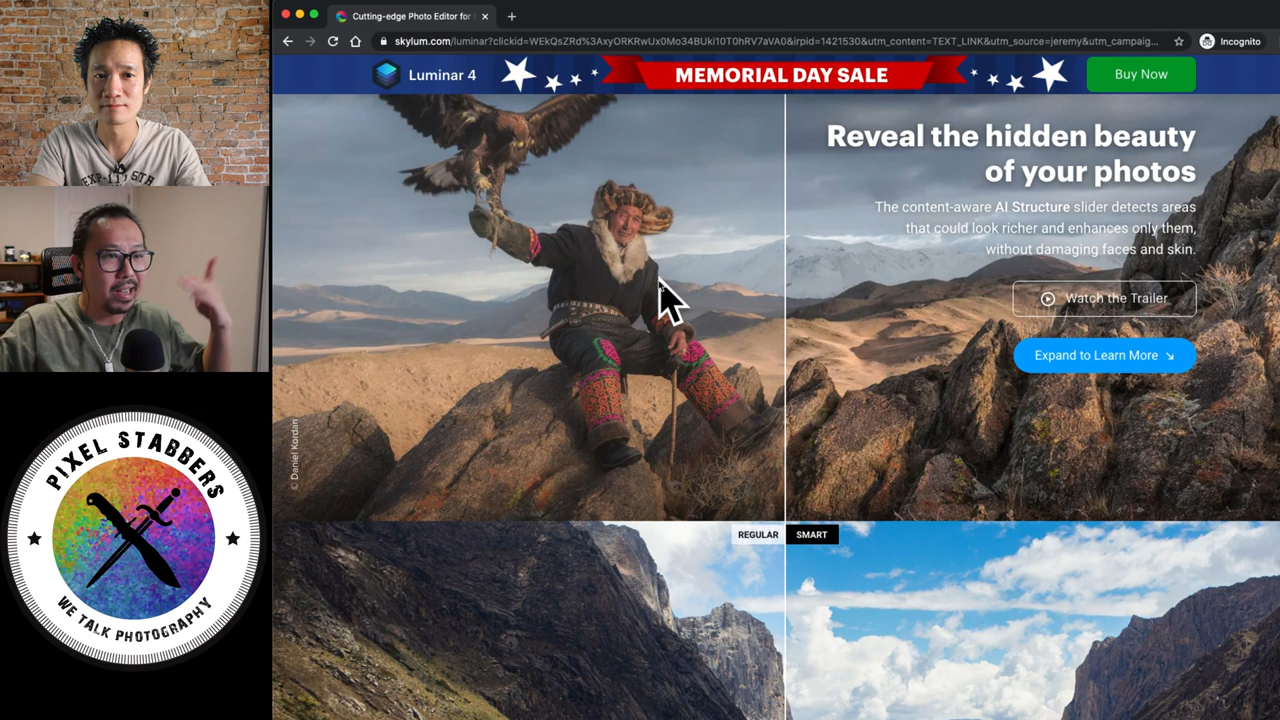 Cutting-edge Photo Editor for
skylum.com/luminar?clickid=WEkQsZRd%3AxyORKRwUx0Mo34BUki10T0hRV7aVA0&irpid=1421530&utm_content=TEXT_LINK&utm_source=jeremy&utm_campaig...
Incognito
Luminar 4
MEMORIAL DAY SALE
Buy Now
Reveal the hidden beauty
of your photos
The content-aware AI Structure slider detects areas
that could look richer and enhances only them,
without damaging faces and skin.
Watch the Trailer
Expand to Learn More
© Daniel Kordan
REGULAR
SMART
PIXEL STABBERS
WE TALK PHOTOGRAPHY